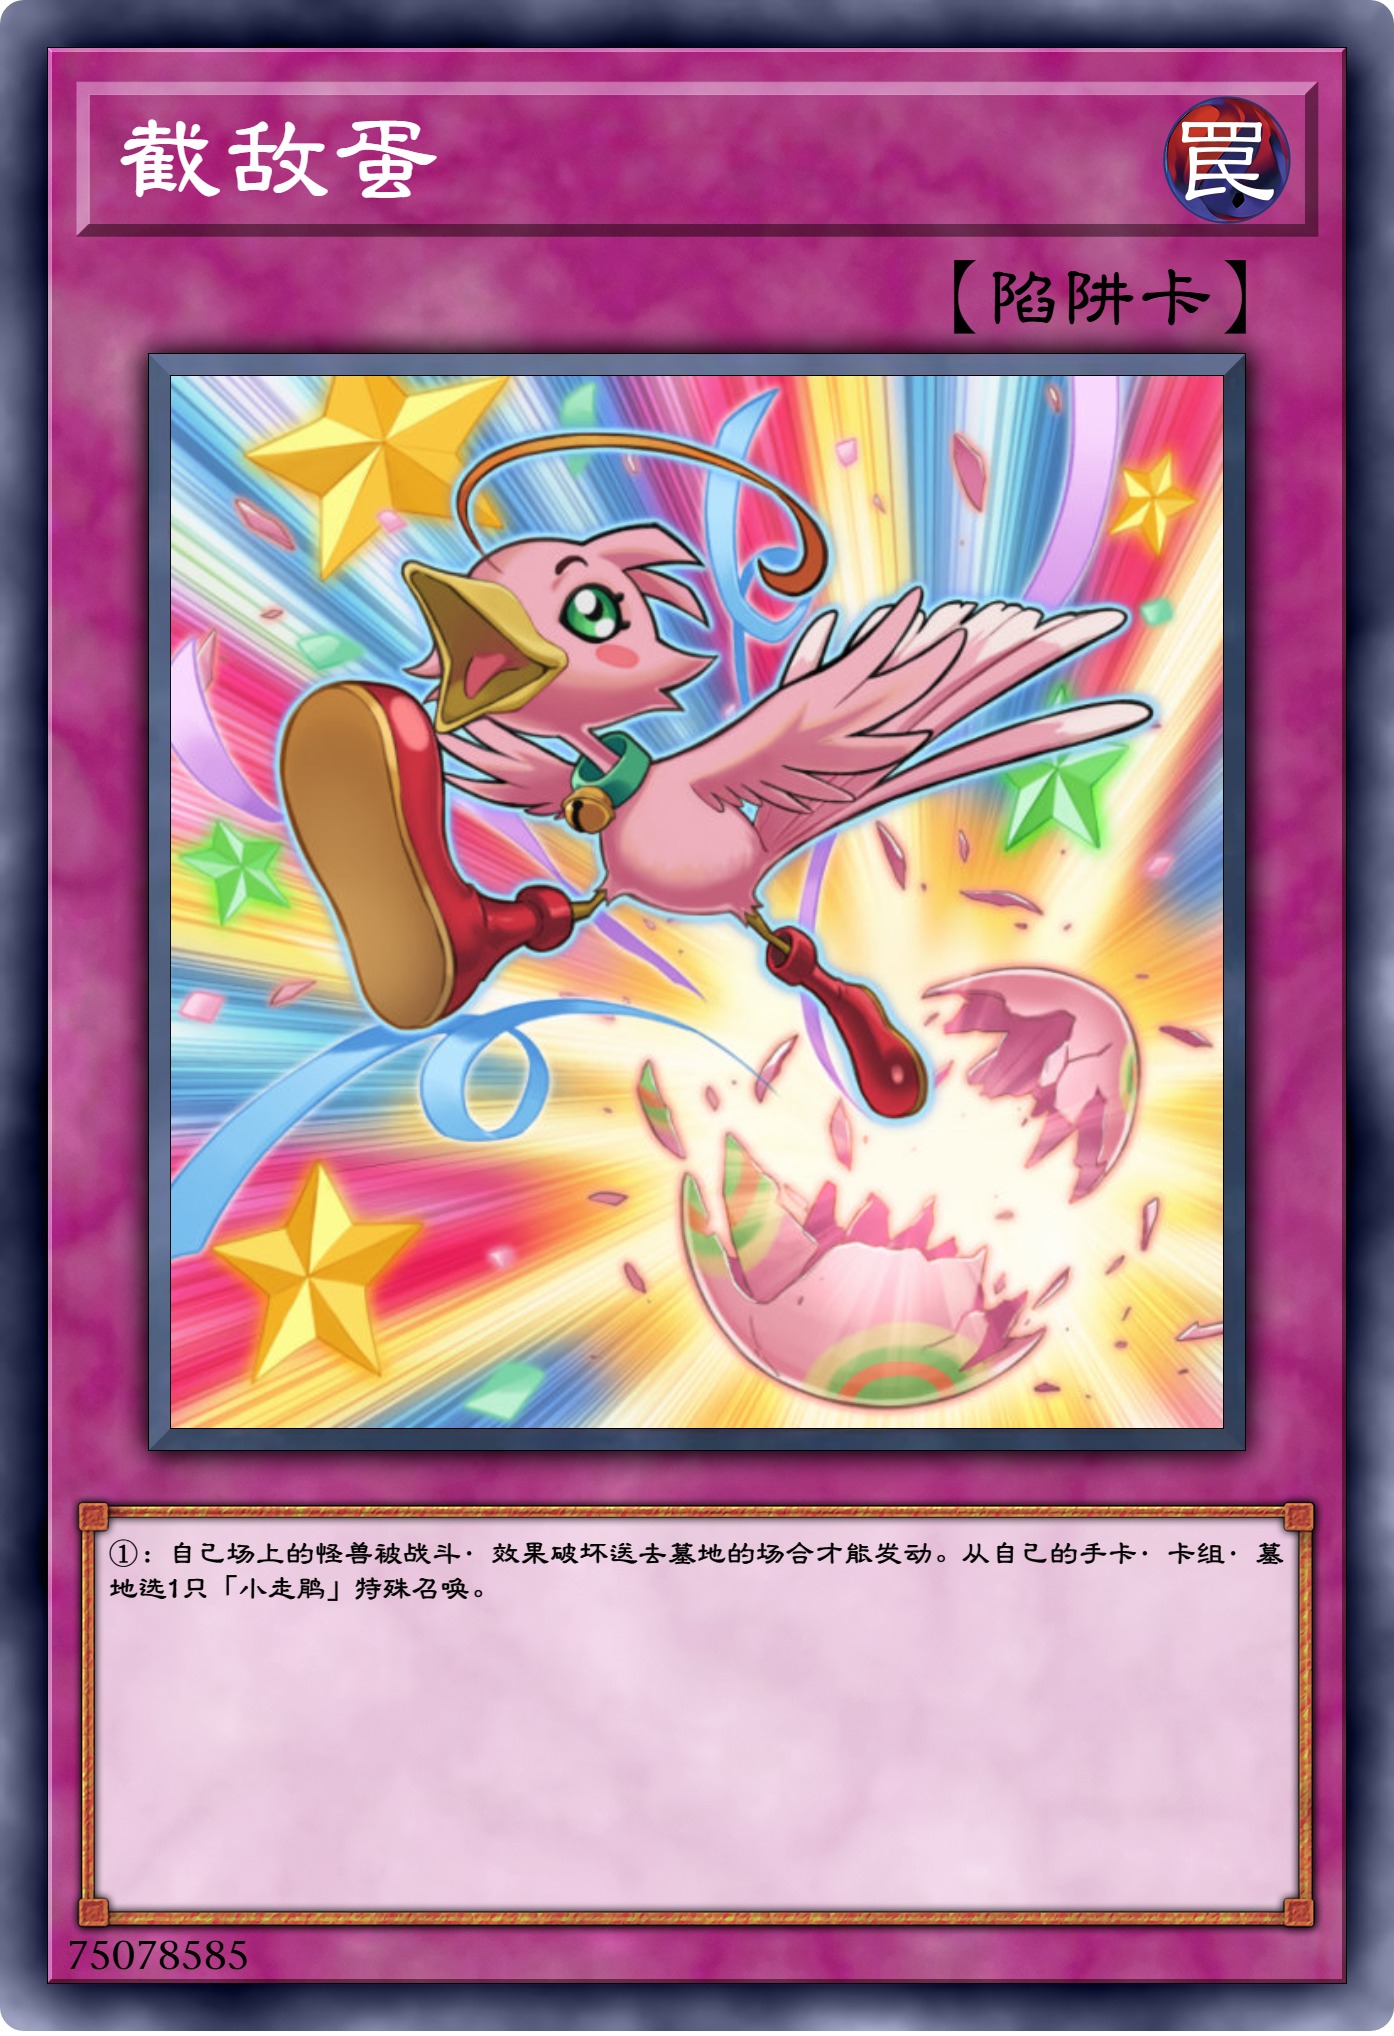 截敌蛋
罠
【陷阱卡】
①：自己场上的怪兽被战斗·效果破坏送去墓地的场合才能发动。从自己的手卡·卡组·墓
地选1只「小走鹃」特殊召唤。
75078585